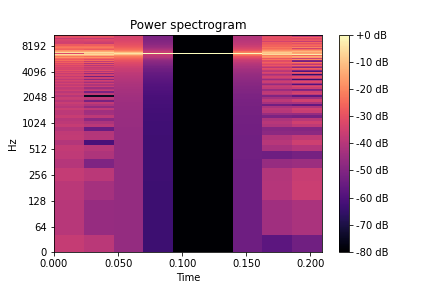 Power spectrogram
8192
4096
2048
1024
512
256
128
64
0
Hz
0.000 0.050 0.100 0.150 0.200
Time
+0 dB
-10 dB
-20 dB
-30 dB
-40 dB
-50 dB
-60 dB
-70 dB
-80 dB